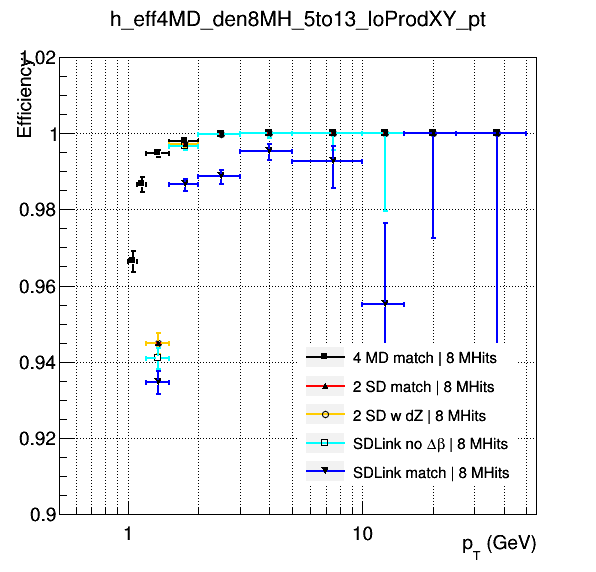 h_eff4MD_den8MH_5to13_loProdXY_pt
Efficiency
1.02
1
0.98
0.96
0.94
0.92
0.9
4 MD match | 8 MHits
2 SD match | 8 MHits
2 SD w dZ | 8 MHits
SDLink no Δβ | 8 MHits
SDLink match | 8 MHits
1
10
p_T (GeV)